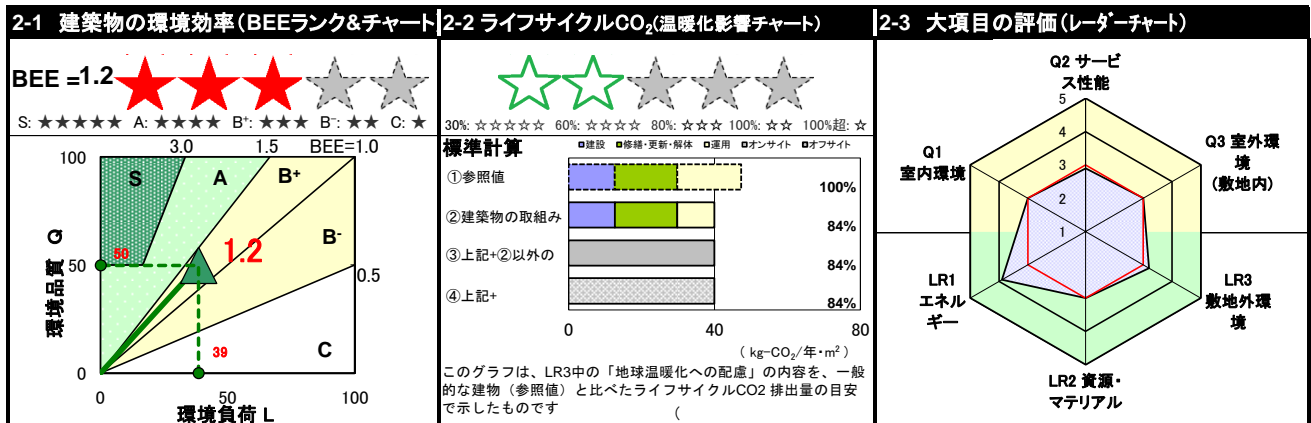 2-1 建築物の環境効率(BEEランク&チャート
BEE =1.2
S: ★★★★★ A: ★★★★ B⁺: ★★★ B⁻: ★★ C: ★
3.0 1.5 BEE=1.0
100
S A B⁺
B⁻
環境品質 Q
50
50
1.2
0.5
39
C
0
0 50 100
環境負荷 L
2-2 ライフサイクルCO₂(温暖化影響チャート)
30%: ☆☆☆☆☆ 60%: ☆☆☆☆ 80%: ☆☆☆ 100%: ☆☆ 100%超: ☆
標準計算
■建設 ■修繕・更新・解体 □運用 ■オンサイト ■オフサイト
①参照値
100%
②建築物の取組み
84%
③上記+②以外の
84%
④上記+
84%
0 40 80
( kg-CO₂/年・m² )
このグラフは、LR3中の「地球温暖化への配慮」の内容を、一般
的な建物(参照値)と比べたライフサイクルCO2 排出量の目安
で示したものです (
2-3 大項目の評価(レーダーチャート)
Q2 サービ
ス性能
5
4
3
2
1
Q1
室内環境
Q3 室外環
境
(敷地内)
LR1
エネル
ギー
LR3
敷地外環
境
LR2 資源・
マテリアル